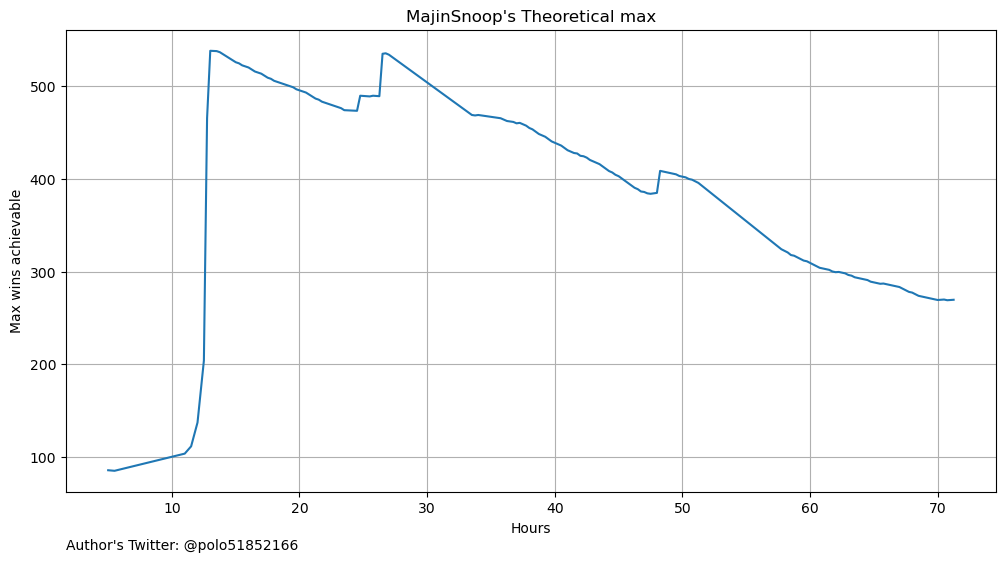 MajinSnoop's Theoretical max
Max wins achievable
500
400
300
200
100
10 20 30 40 50 60 70
Hours
Author's Twitter: @polo51852166